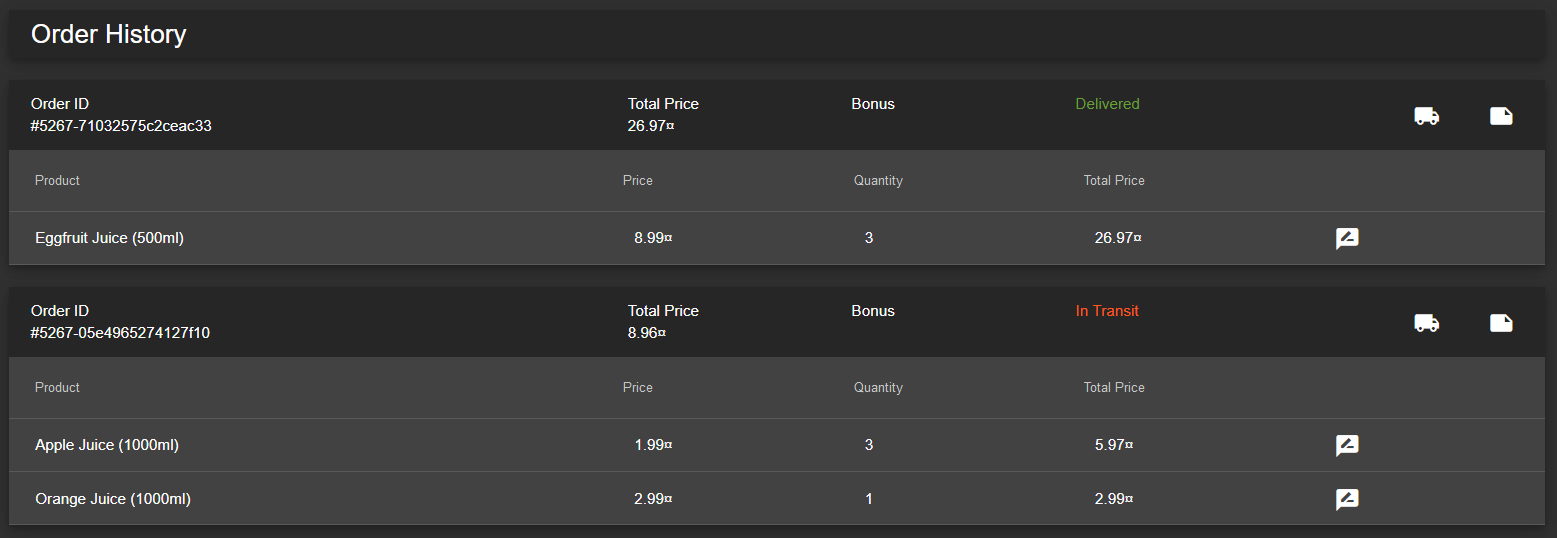 Order History
Order ID Total Price Bonus Delivered
#5267-71032575c2ceac33 26.97¤
Product Price Quantity Total Price
Eggfruit Juice (500ml) 8.99¤ 3 26.97¤
Order ID Total Price Bonus In Transit
#5267-05e4965274127f10 8.96¤
Product Price Quantity Total Price
Apple Juice (1000ml) 1.99¤ 3 5.97¤
Orange Juice (1000ml) 2.99¤ 1 2.99¤